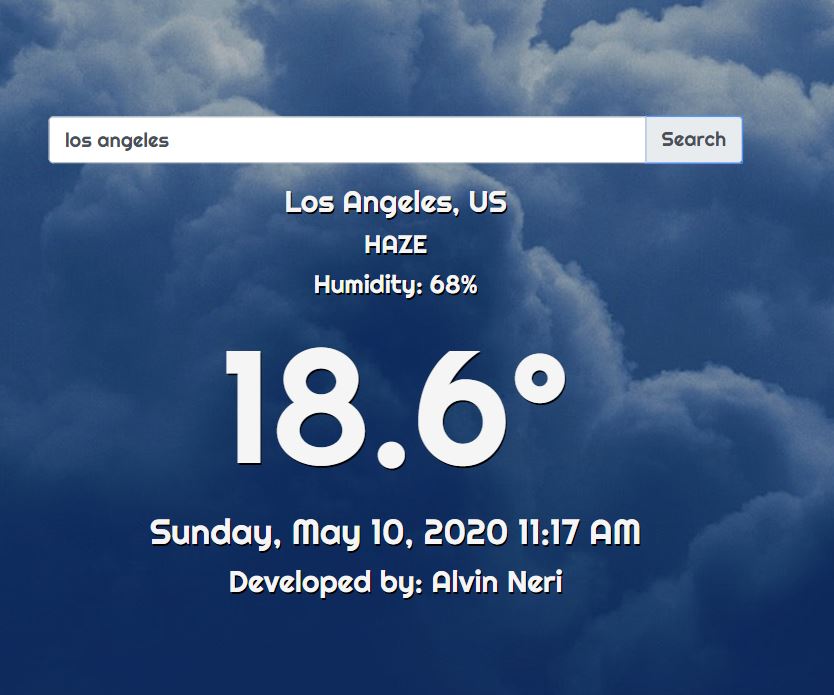 los angeles Search
Los Angeles, US
HAZE
Humidity: 68%
18.6°
Sunday, May 10, 2020 11:17 AM
Developed by: Alvin Neri